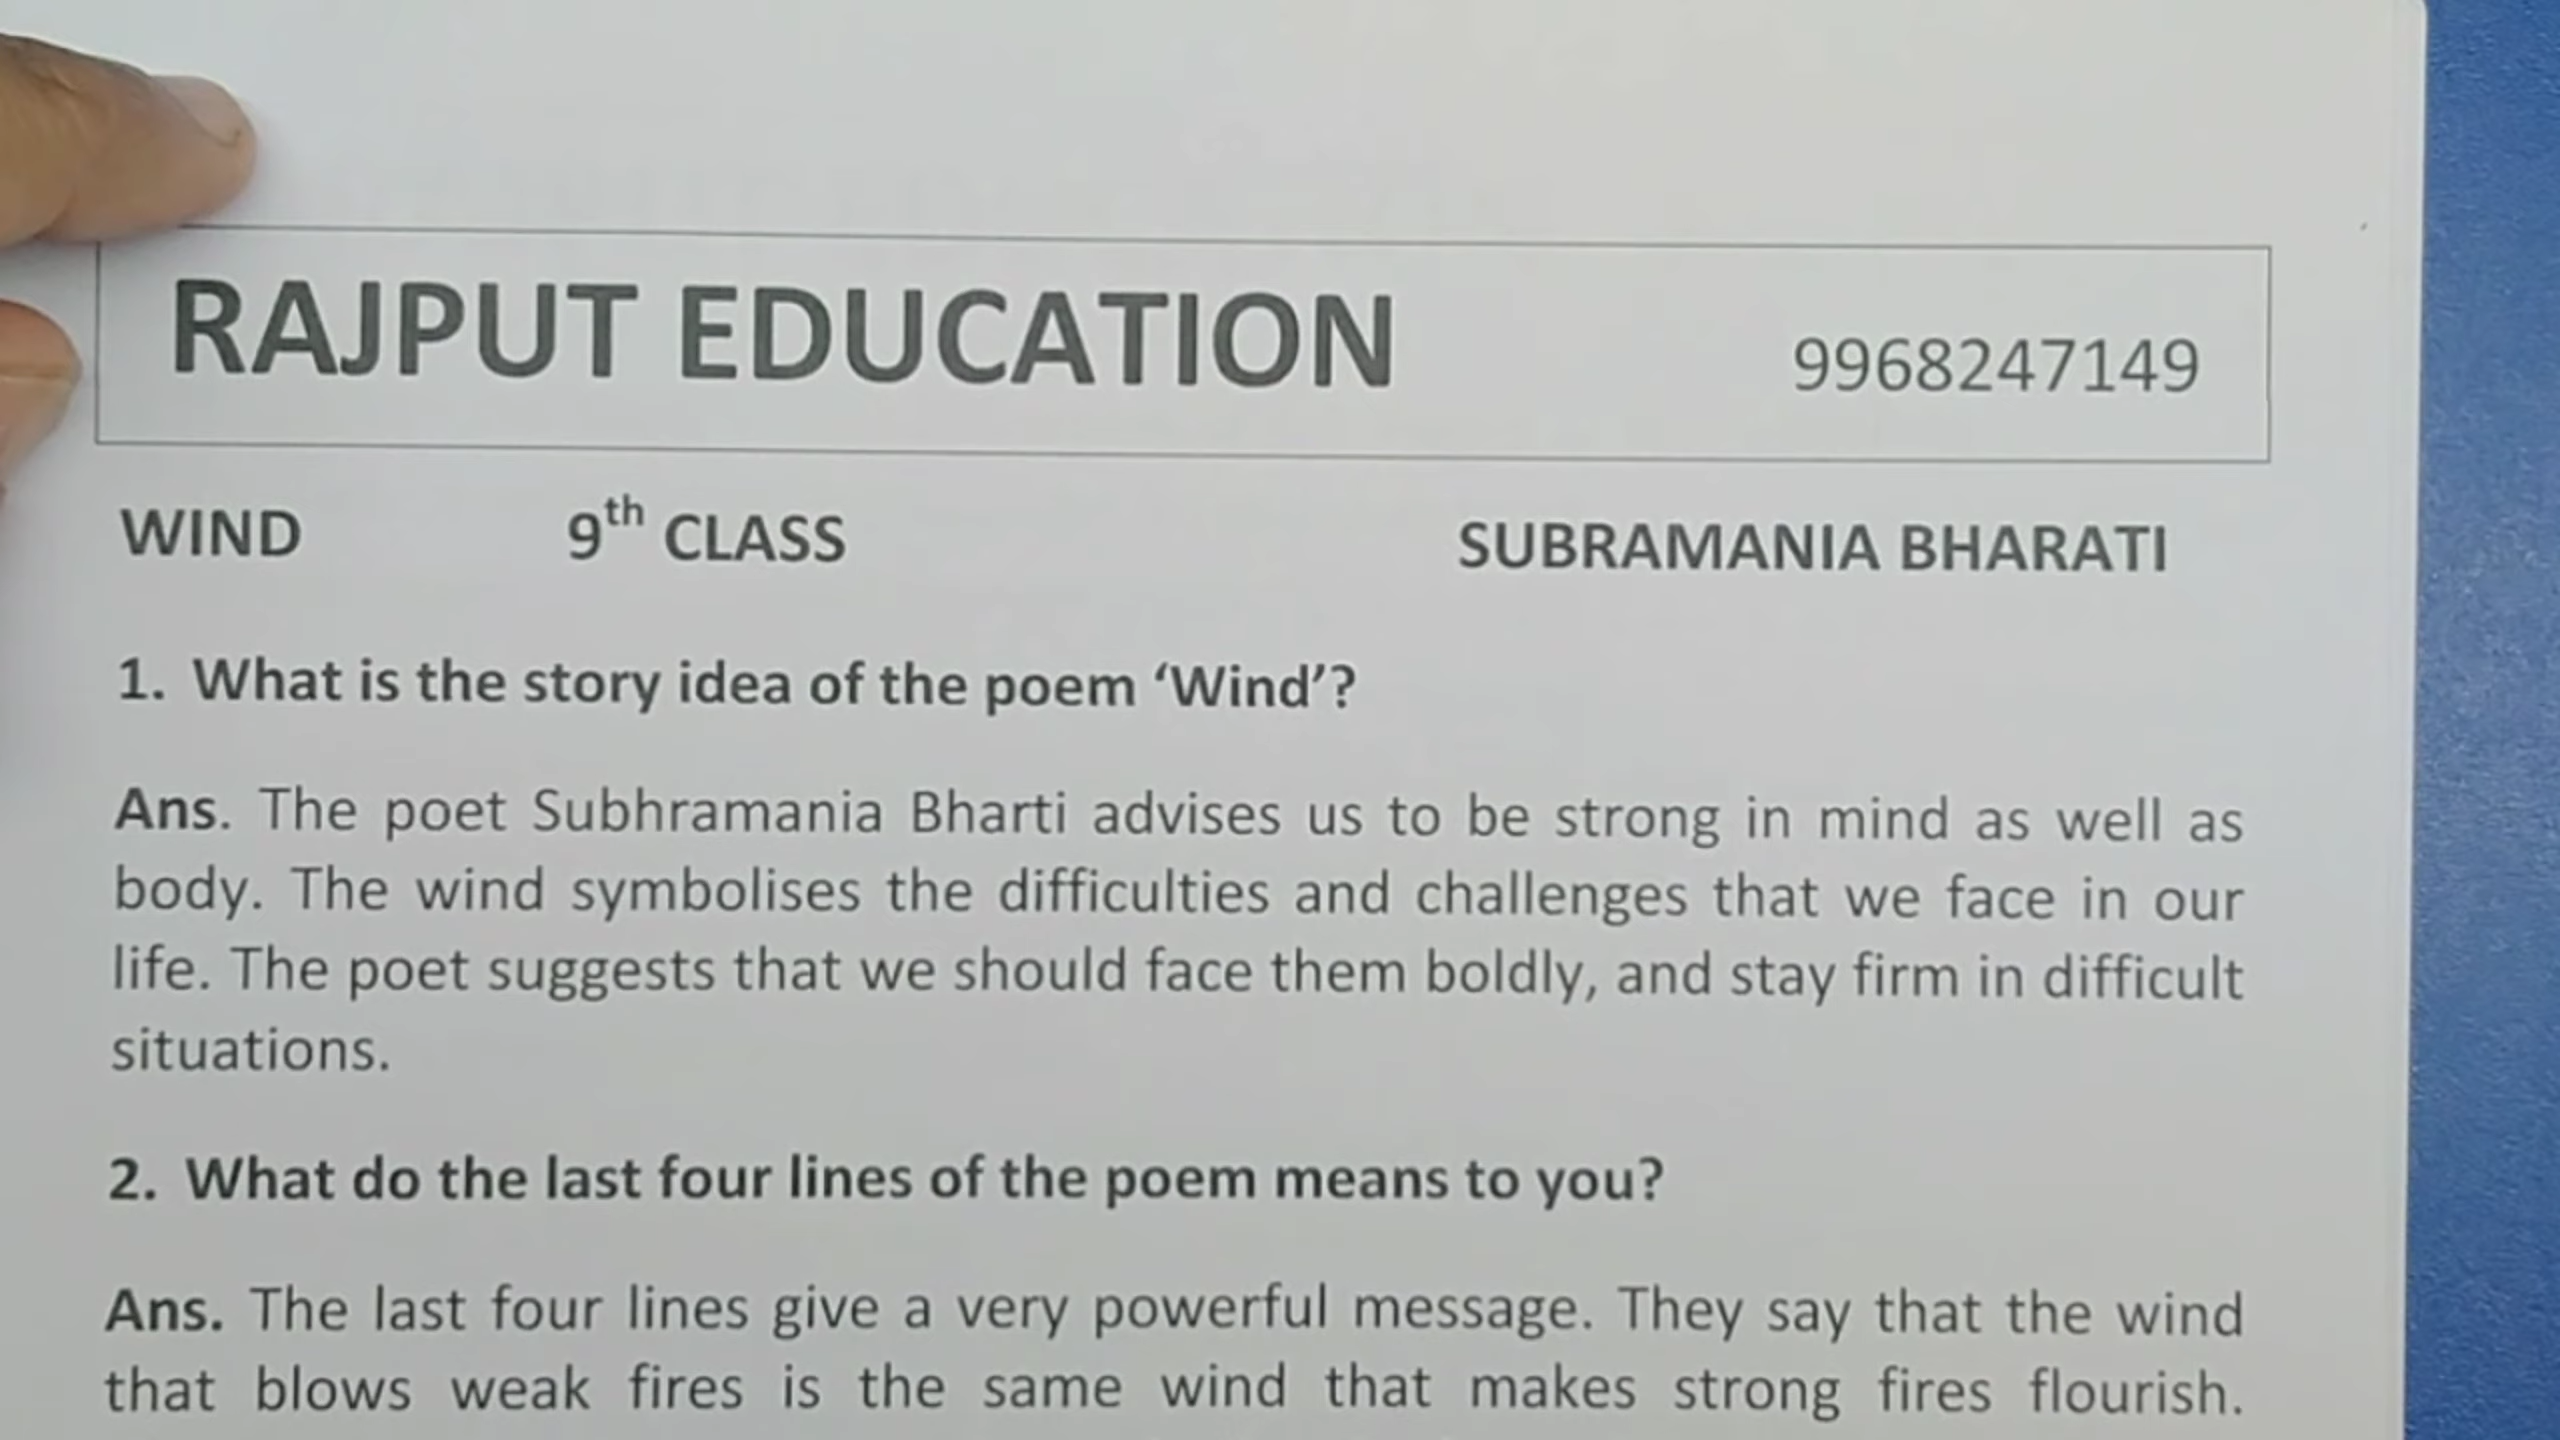 RAJPUT EDUCATION 9968247149
WIND 9th CLASS SUBRAMANIA BHARATI
1. What is the story idea of the poem ‘Wind’?
Ans. The poet Subhramania Bharti advises us to be strong in mind as well as
body. The wind symbolises the difficulties and challenges that we face in our
life. The poet suggests that we should face them boldly, and stay firm in difficult
situations.
2. What do the last four lines of the poem means to you?
Ans. The last four lines give a very powerful message. They say that the wind
that blows weak fires is the same wind that makes strong fires flourish.